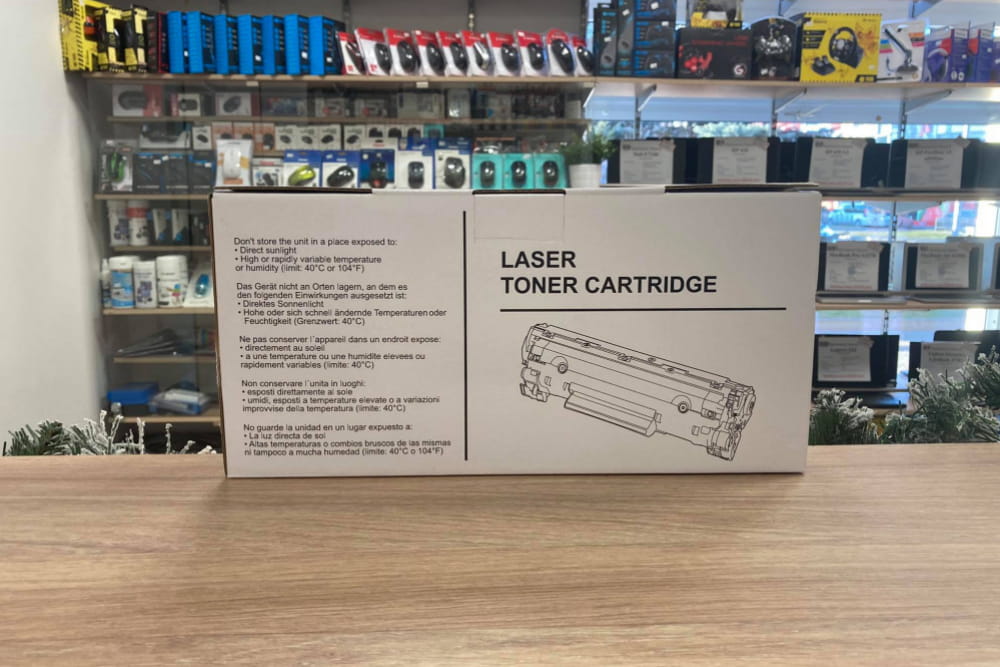 Don't store the unit in a place exposed to:
• Direct sunlight
• High or rapidly variable temperature
or humidity (limit: 40°C or 104°F)
Das Gerät nicht an Orten lagern, an dem es
den folgenden Einwirkungen ausgesetzt ist:
• Direktes Sonnenlicht
• Hohe oder sich schnell ändernde Temperaturen oder
Feuchtigkeit (Grenzwert: 40°C)
Ne pas conserver l´appareil dans un endroit expose:
• directement au soleil
• a une temperature ou une humidite elevees ou
rapidement variables (limite: 40°C)
Non conservare l´unita in luoghi:
• esposti direttamente al sole
• umidi, esposti a temperature elevate o a variazioni
improvvise della temperatura (limite: 40°C)
No guarde la unidad en un lugar expuesto a:
• La luz directa de sol
• Altas temperaturas o combios bruscos de las mismas
ni tampoco a mucha humedad (limite: 40°C o 104°F)
LASER
TONER CARTRIDGE